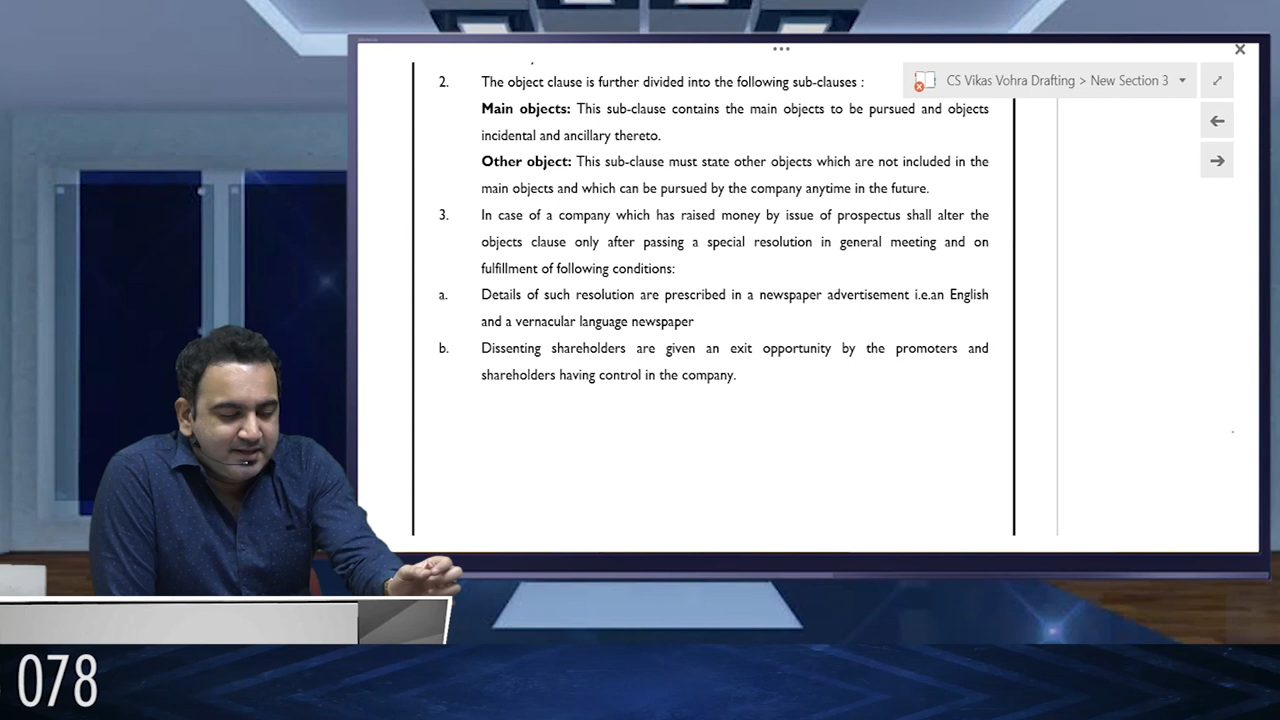 CS Vikas Vohra Drafting > New Section 3
2. The object clause is further divided into the following sub-clauses :
Main objects: This sub-clause contains the main objects to be pursued and objects
incidental and ancillary thereto.
Other object: This sub-clause must state other objects which are not included in the
main objects and which can be pursued by the company anytime in the future.
3. In case of a company which has raised money by issue of prospectus shall alter the
objects clause only after passing a special resolution in general meeting and on
fulfillment of following conditions:
a. Details of such resolution are prescribed in a newspaper advertisement i.e.an English
and a vernacular language newspaper
b. Dissenting shareholders are given an exit opportunity by the promoters and
shareholders having control in the company.
078